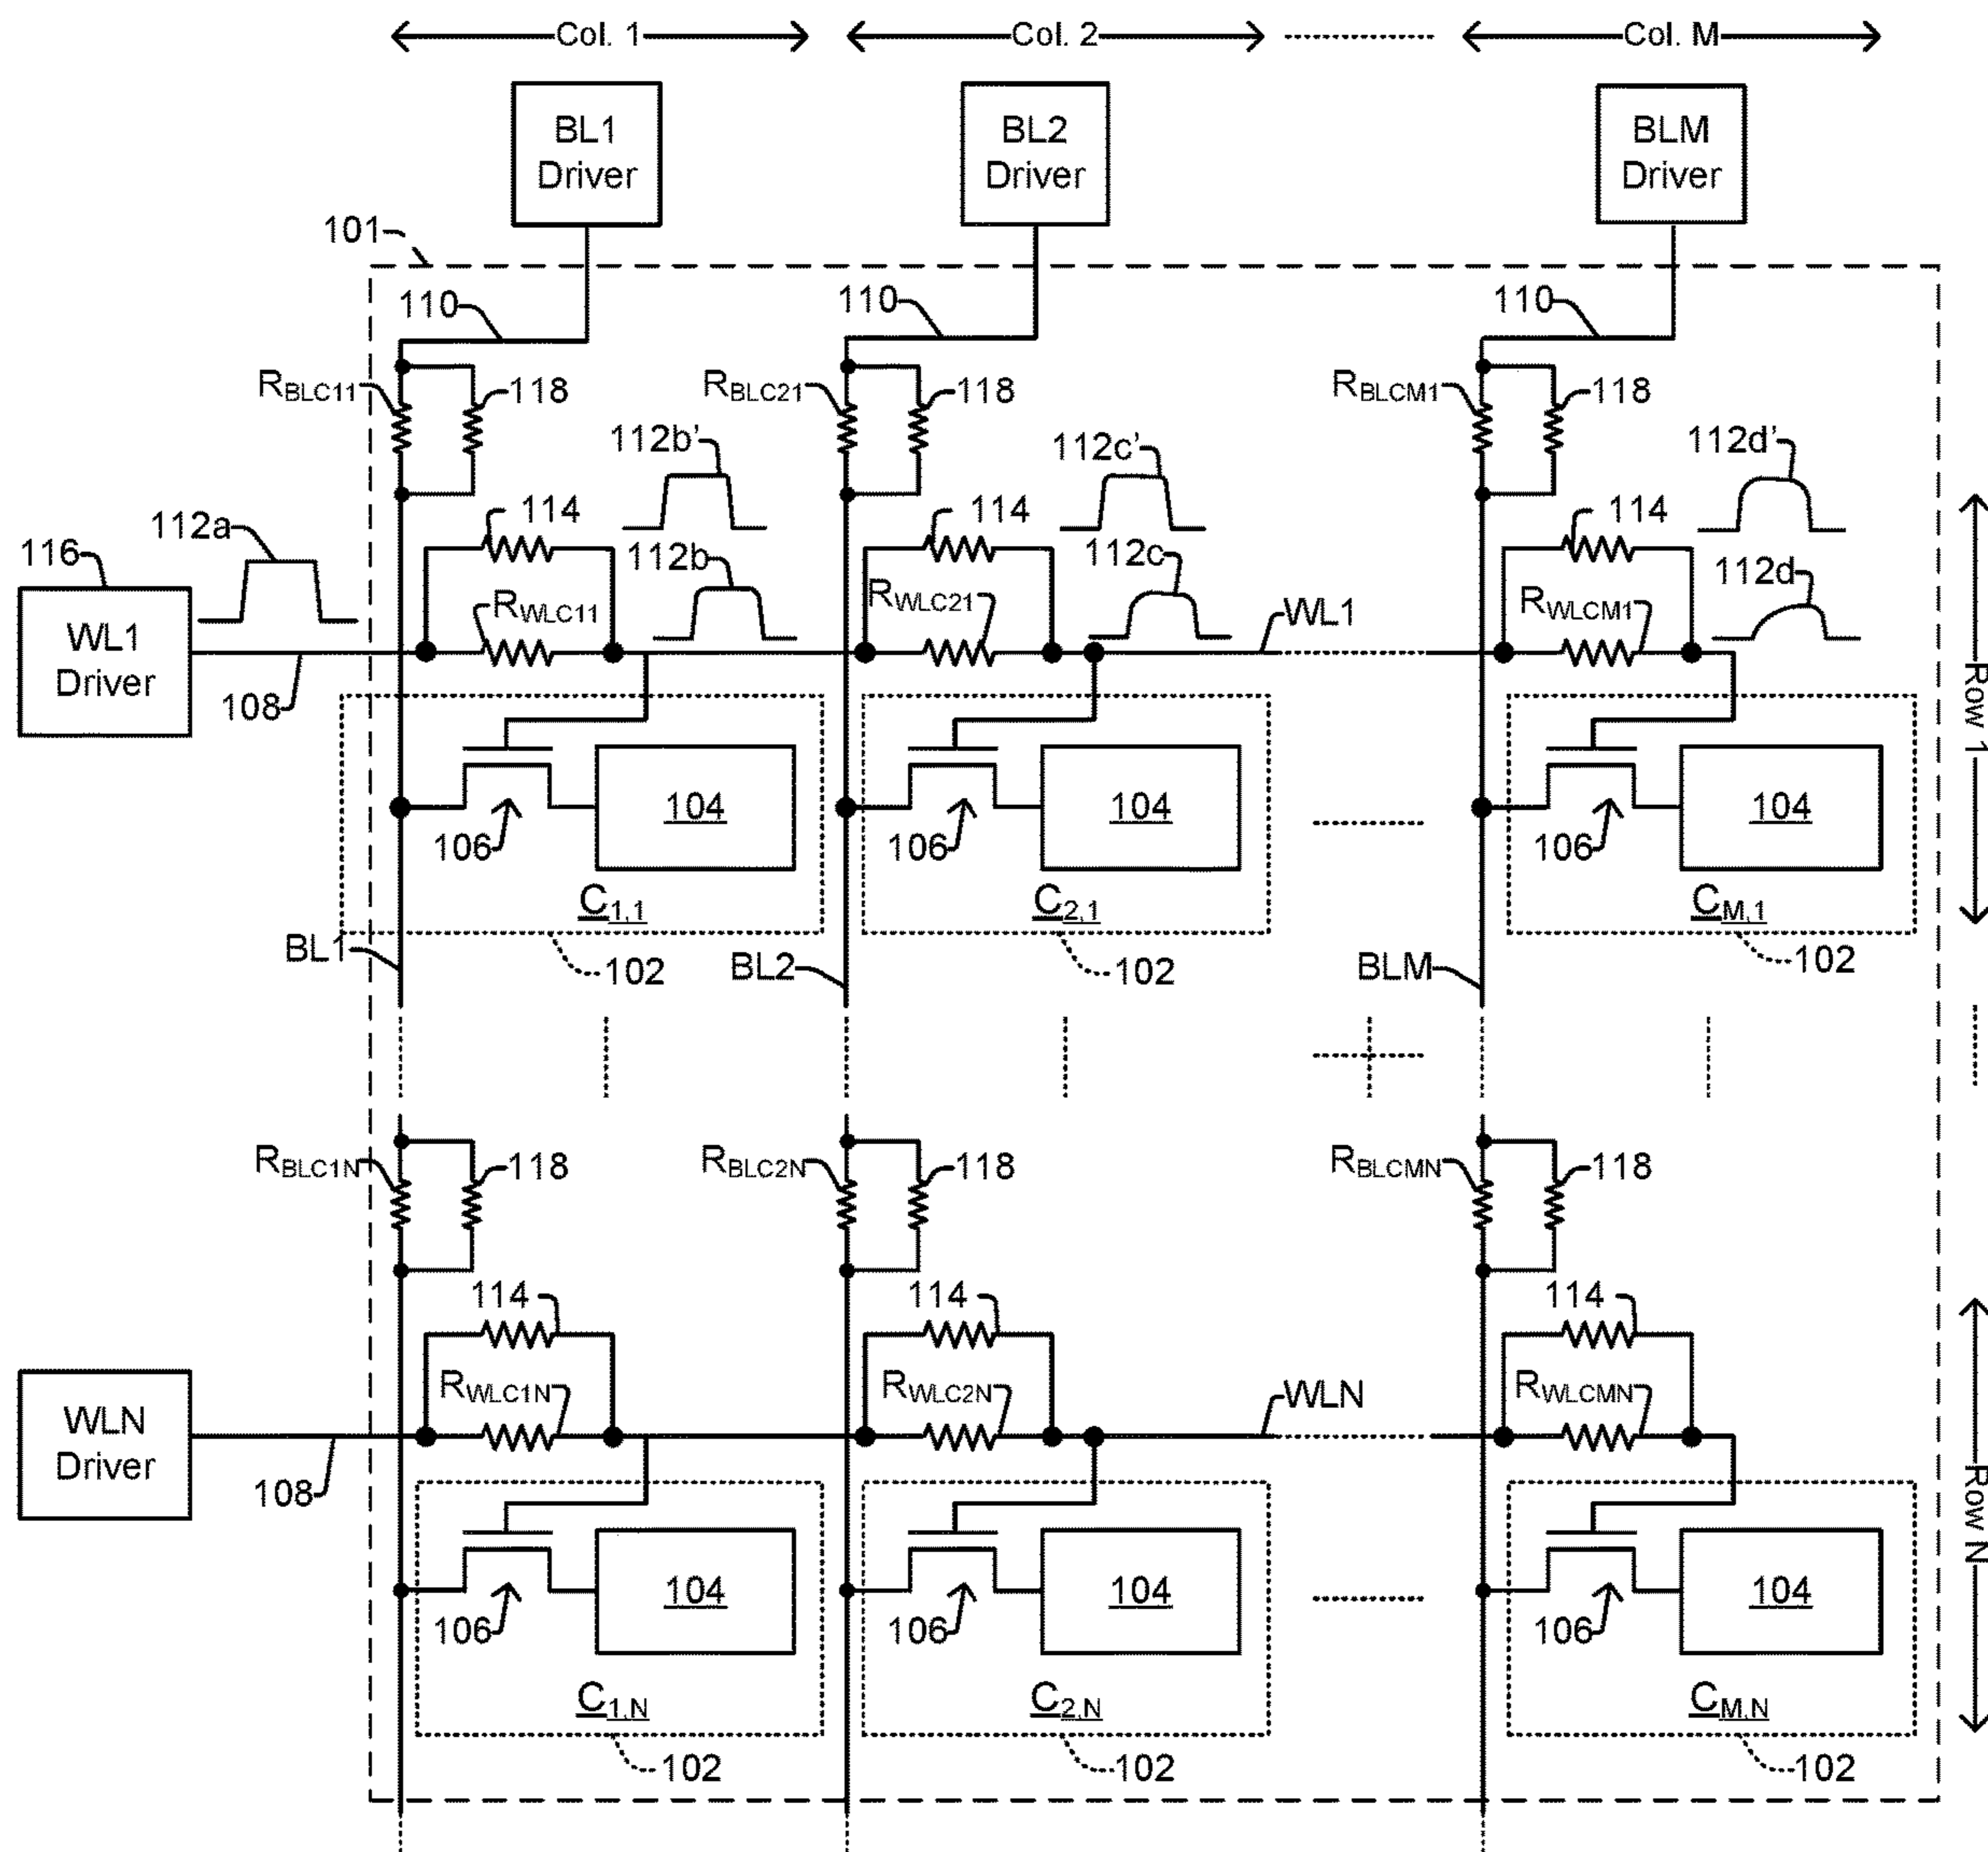 Col. 1 Col. 2 Col. M
BL1
Driver
BL2
Driver
BLM
Driver
101
110 110 110
RBLC11 118 RBLC21 118 RBLCM1 118
112b' 112c' 112d'
112a 114 114 114
116 112b 112c 112d
RWLC11 RWLC21 WL1 RWLCM1
WL1
Driver
108
Row 1
104 104 104
106 106 106
C1,1 C2,1 CM,1
BL1 102 BL2 102 BLM 102
RBLC1N 118 RBLC2N 118 RBLCMN 118
114 114 114
RWLC1N RWLC2N WLN RWLCMN
WLN
Driver
108
Row N
104 104 104
106 106 106
C1,N C2,N CM,N
102 102 102